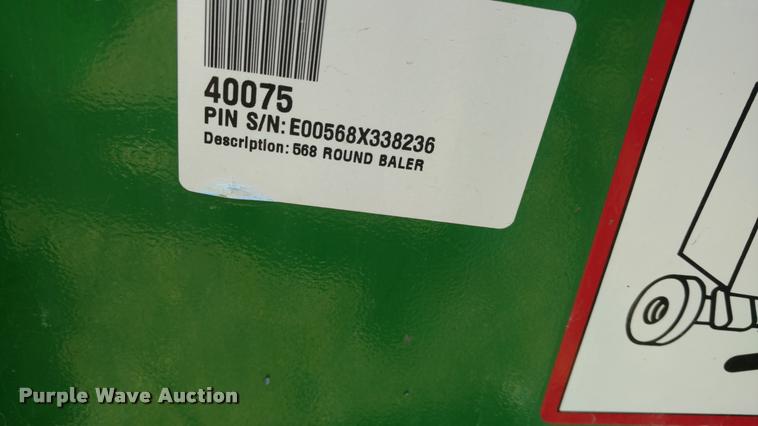 40075
PIN S/N: E00568X338236
Description: 568 ROUND BALER
Purple Wave Auction